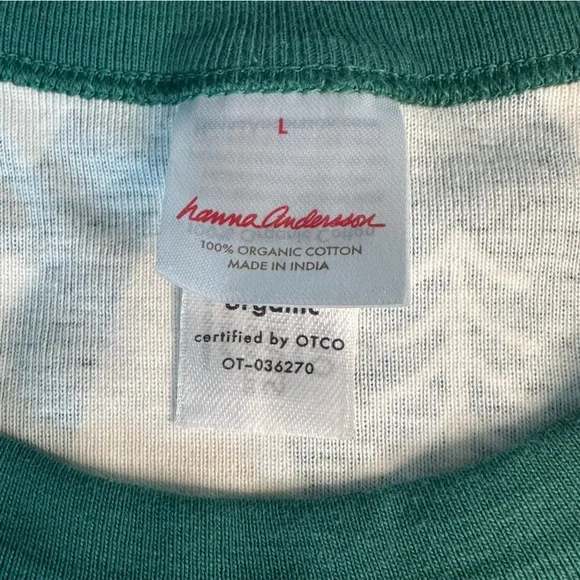 L
hanna andersson
100% ORGANIC COTTON
MADE IN INDIA
organic
certified by OTCO
OT-036270